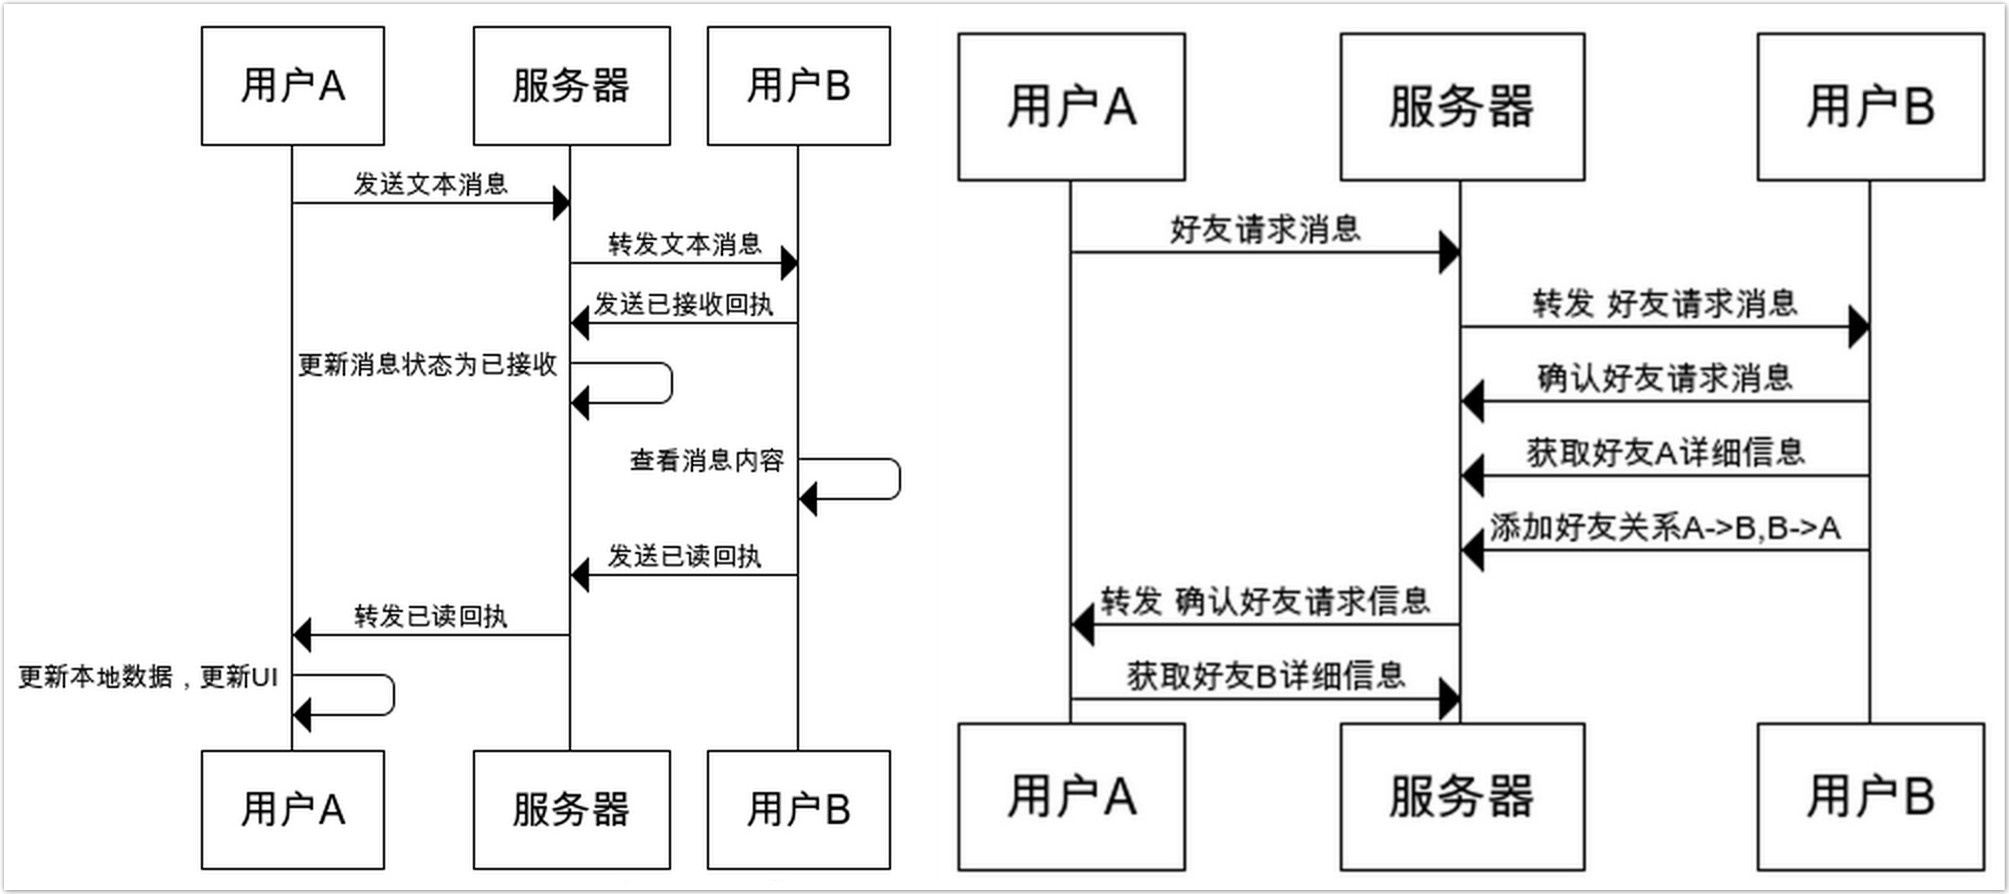 用户A
服务器
用户B
发送文本消息
转发文本消息
发送已接收回执
更新消息状态为已接收
查看消息内容
发送已读回执
转发已读回执
更新本地数据，更新UI
用户A
服务器
用户B
用户A
服务器
用户B
好友请求消息
转发 好友请求消息
确认好友请求消息
获取好友A详细信息
添加好友关系A->B,B->A
转发 确认好友请求信息
获取好友B详细信息
用户A
服务器
用户B